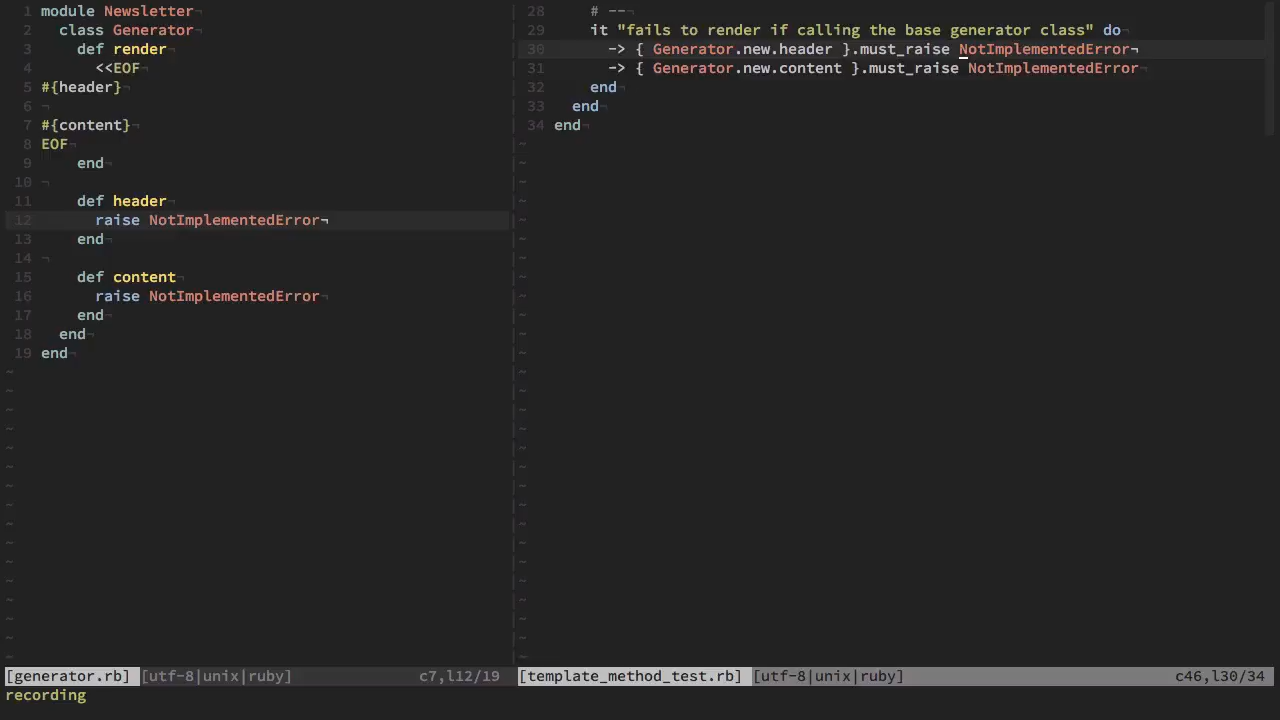 1 module Newsletter¬
2   class Generator¬
3     def render¬
4       <<EOF¬
5 #{header}¬
6 ¬
7 #{content}¬
8 EOF¬
9     end¬
10 ¬
11     def header¬
12       raise NotImplementedError¬
13     end¬
14 ¬
15     def content¬
16       raise NotImplementedError¬
17     end¬
18   end¬
19 end¬
[generator.rb] [utf-8|unix|ruby] c7,l12/19
recording
28     # --¬
29     it "fails to render if calling the base generator class" do¬
30       -> { Generator.new.header }.must_raise NotImplementedError¬
31       -> { Generator.new.content }.must_raise NotImplementedError¬
32     end¬
33   end¬
34 end¬
[template_method_test.rb] [utf-8|unix|ruby] c46,l30/34